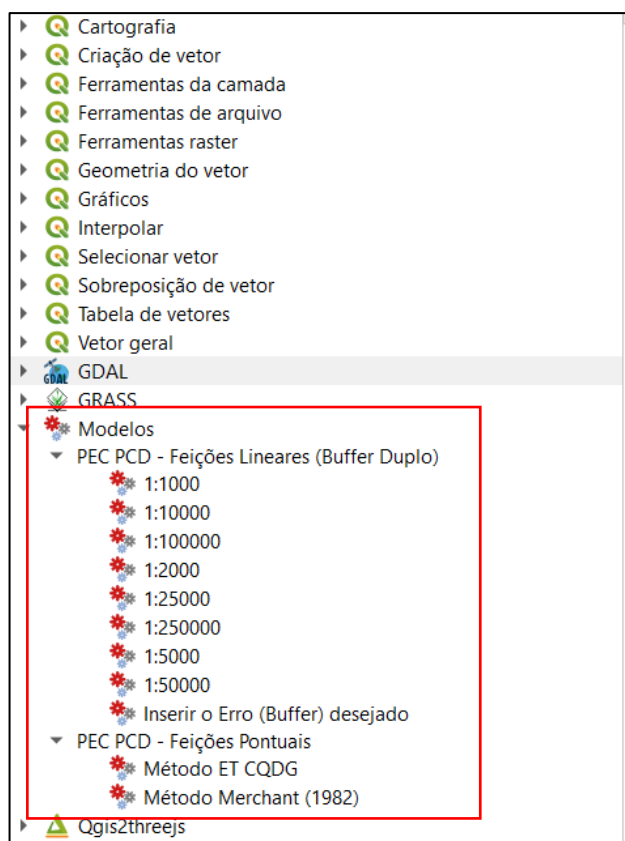 Cartografia
Criação de vetor
Ferramentas da camada
Ferramentas de arquivo
Ferramentas raster
Geometria do vetor
Gráficos
Interpolar
Selecionar vetor
Sobreposição de vetor
Tabela de vetores
Vetor geral
GDAL GDAL
GRASS
Modelos
PEC PCD - Feições Lineares (Buffer Duplo)
1:1000
1:10000
1:100000
1:2000
1:25000
1:250000
1:5000
1:50000
Inserir o Erro (Buffer) desejado
PEC PCD - Feições Pontuais
Método ET CQDG
Método Merchant (1982)
Qgis2threejs